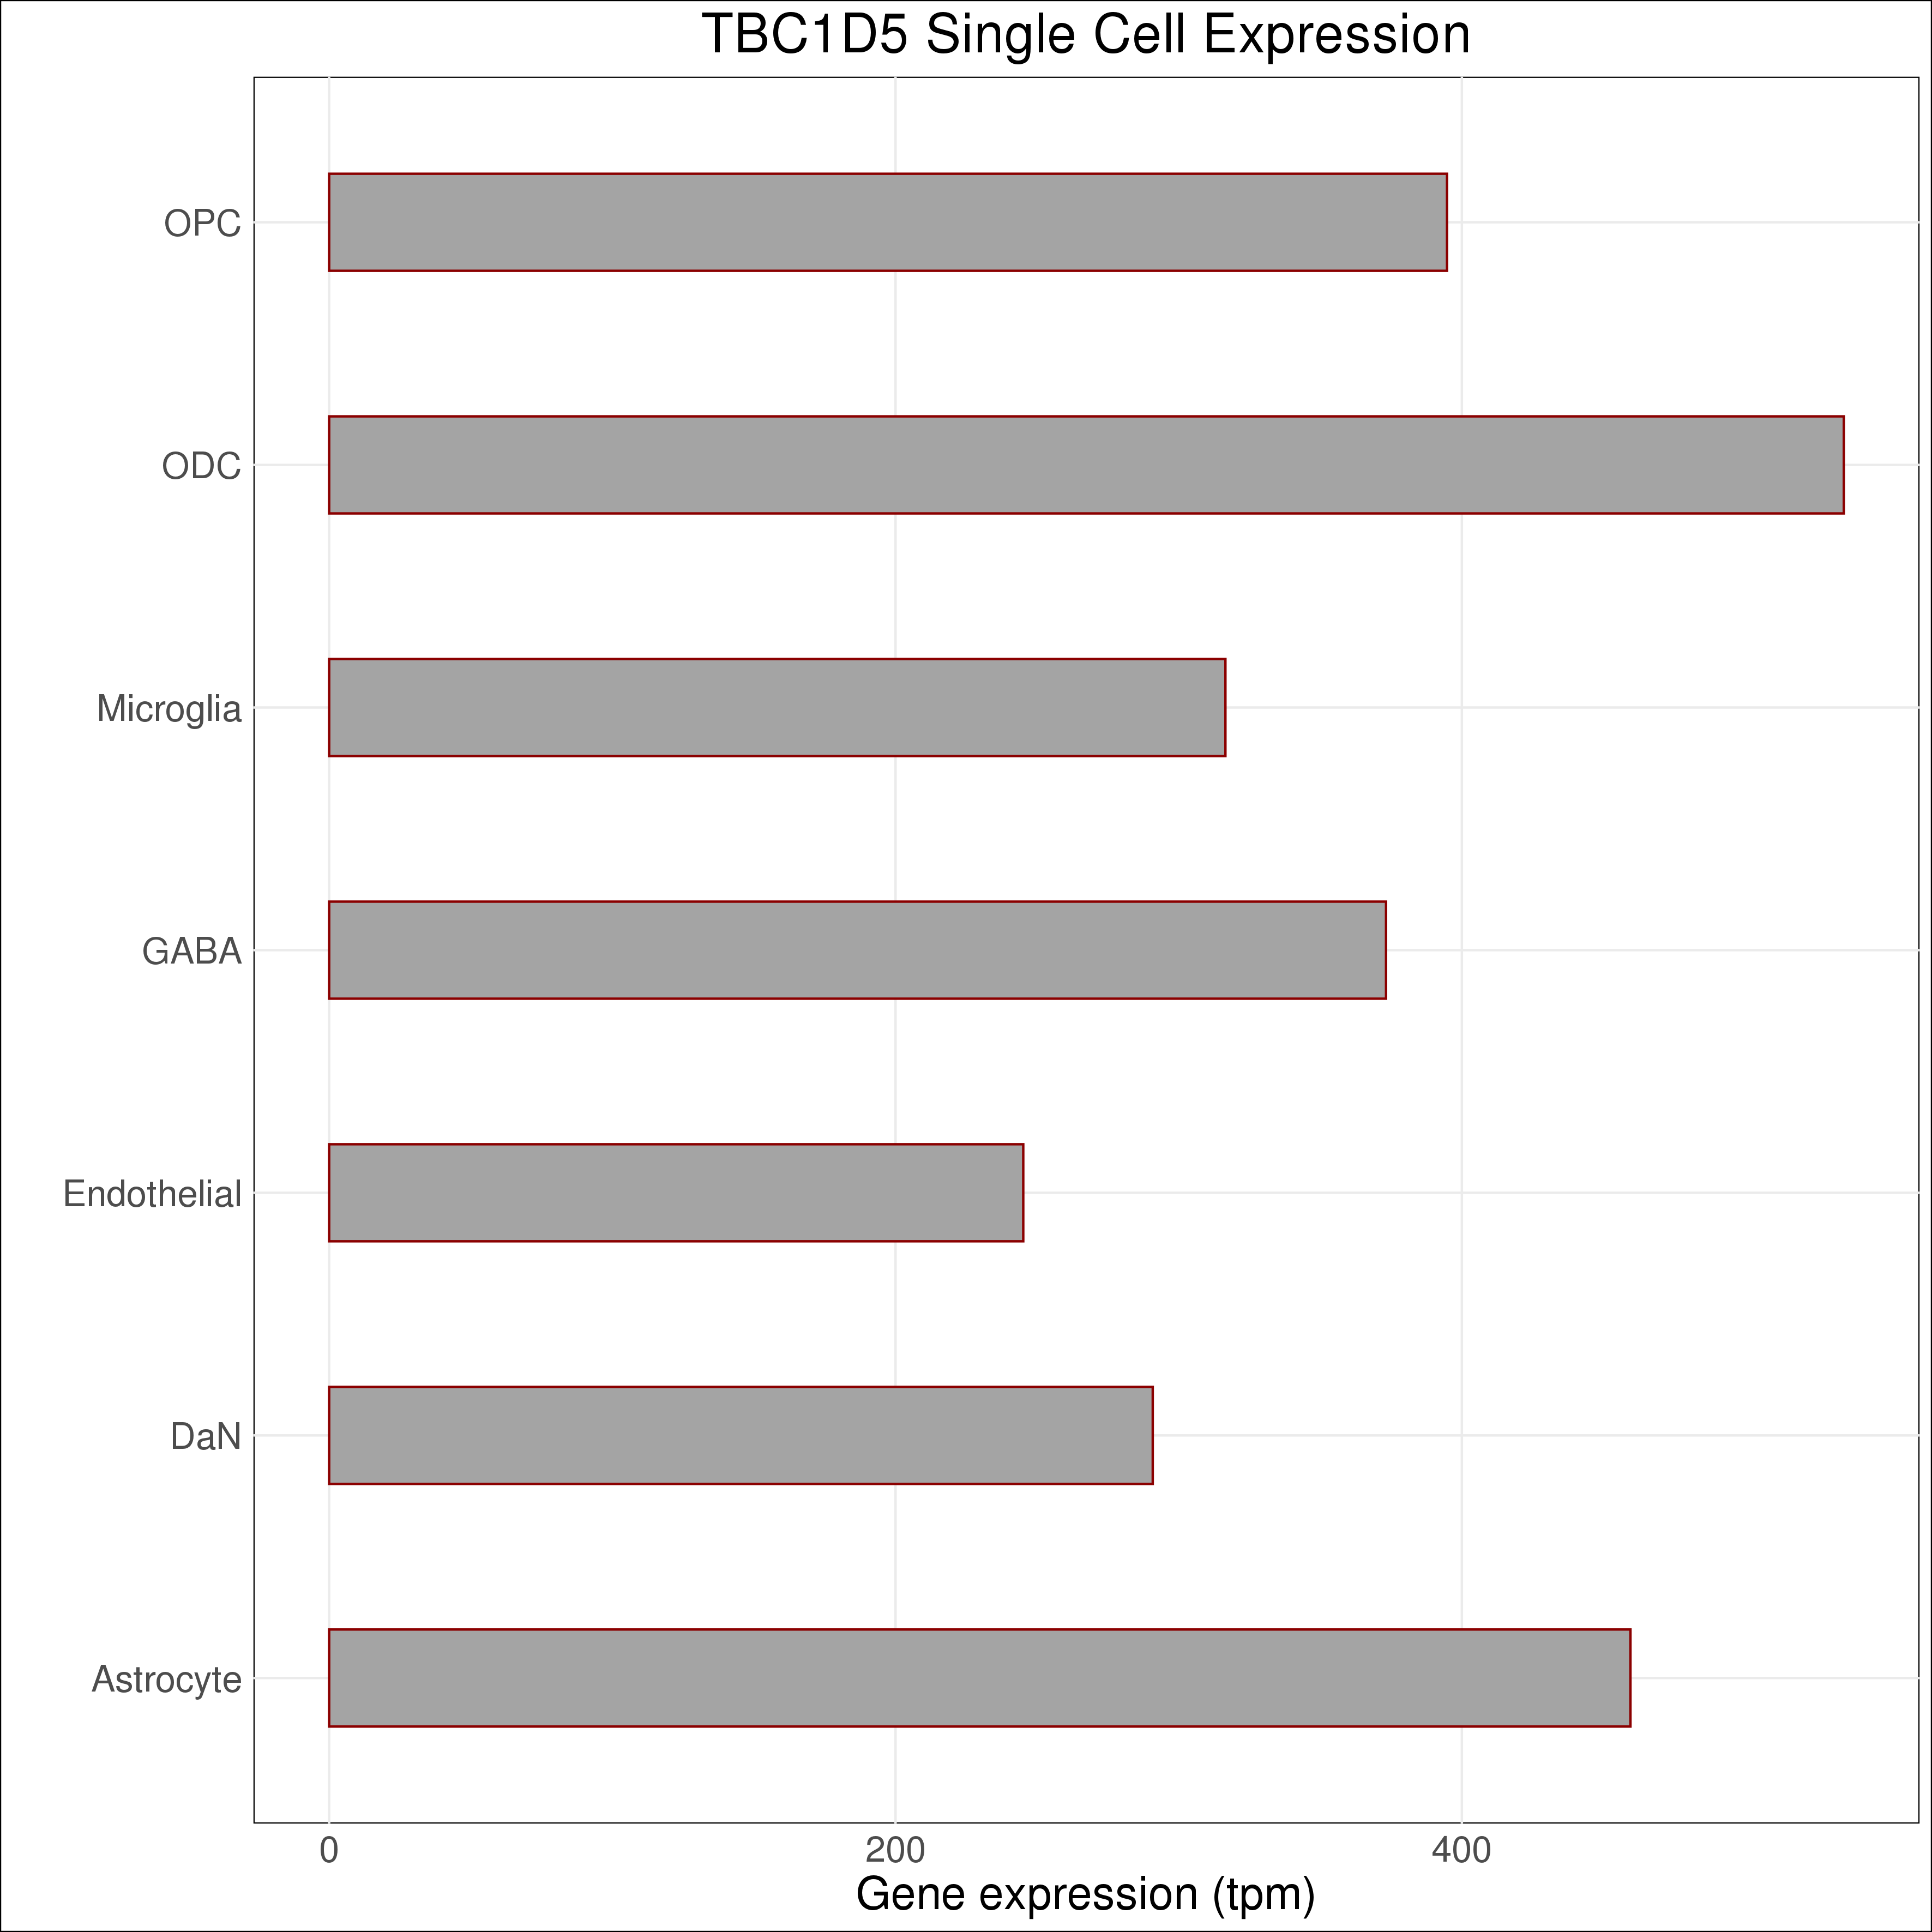 TBC1D5 Single Cell Expression
OPC
ODC
Microglia
GABA
Endothelial
DaN
Astrocyte
0 200 400
Gene expression (tpm)